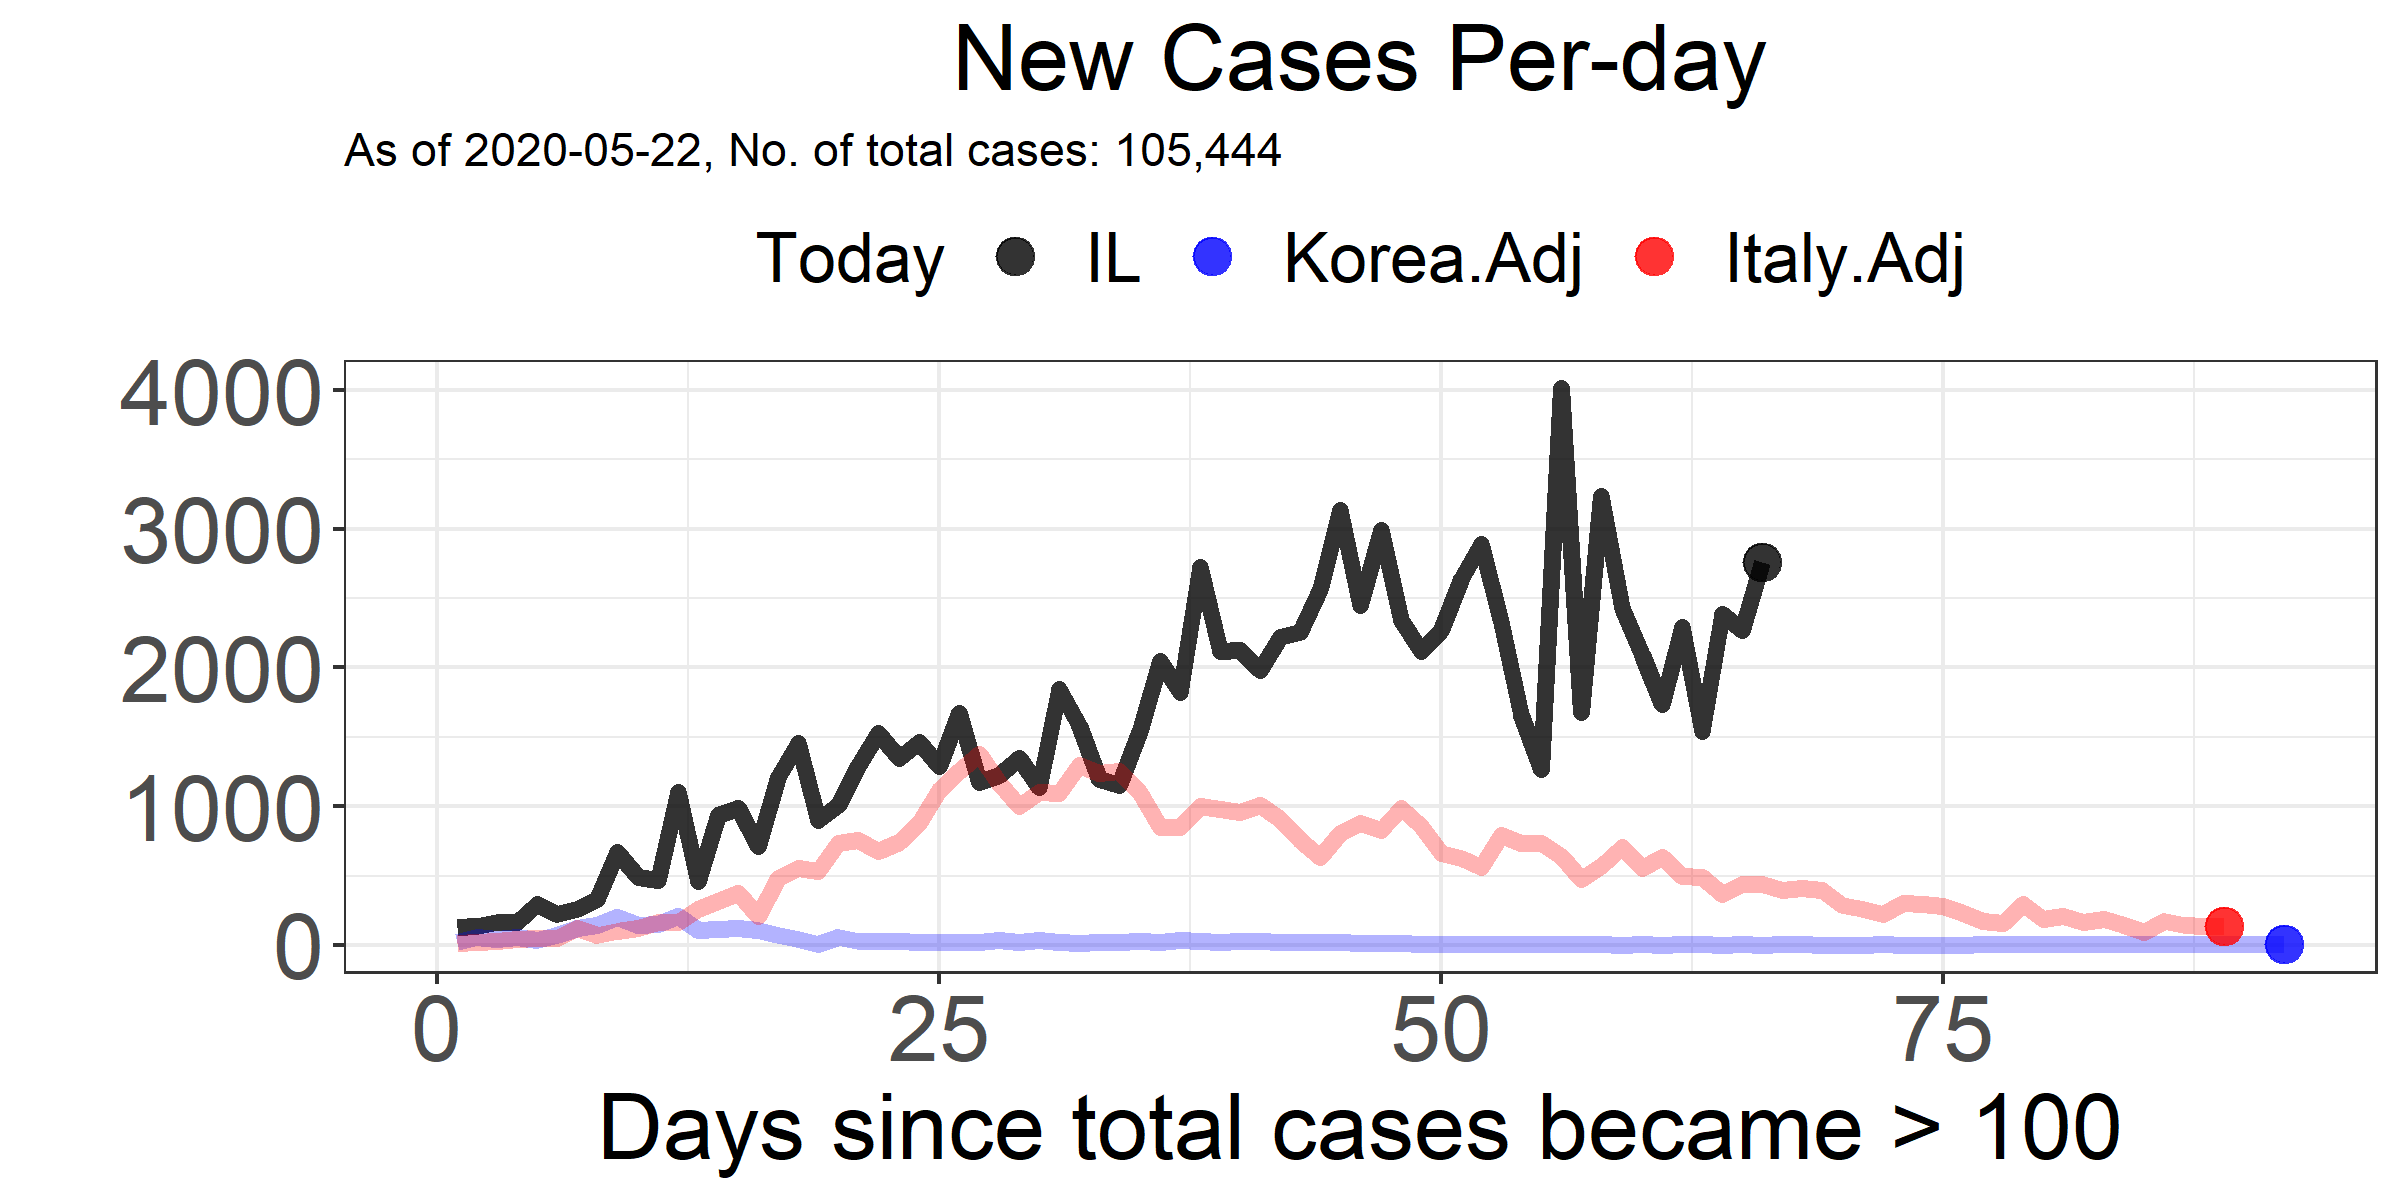 New Cases Per-day
As of 2020-05-22, No. of total cases: 105,444
Today IL Korea.Adj Italy.Adj
4000
3000
2000
1000
0
0 25 50 75
Days since total cases became > 100